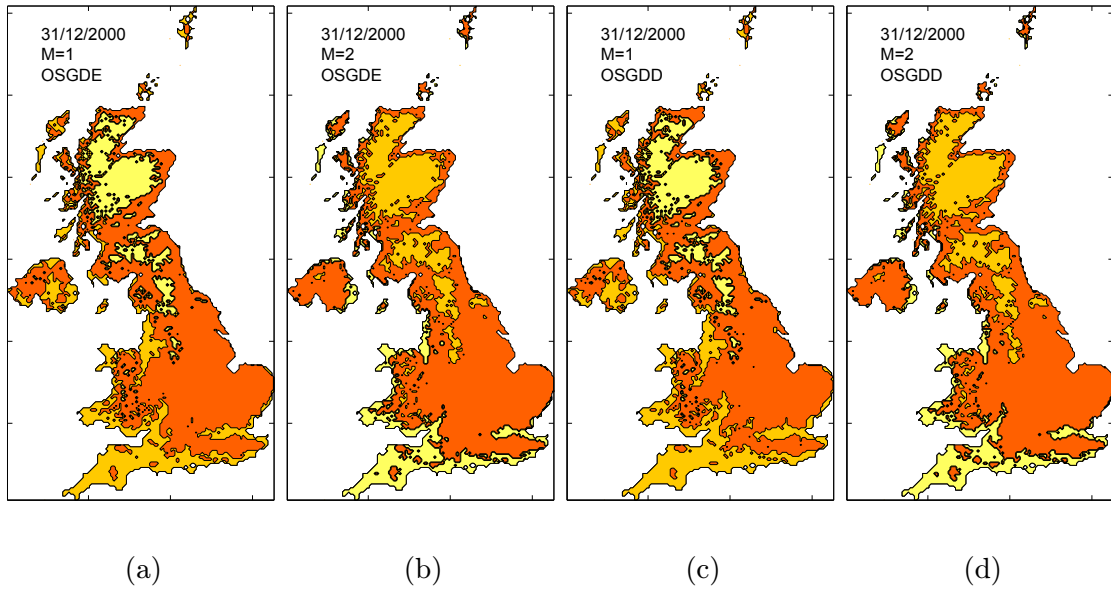 31/12/2000
M=1
OSGDE
31/12/2000
M=2
OSGDE
31/12/2000
M=1
OSGDD
31/12/2000
M=2
OSGDD
(a)
(b)
(c)
(d)